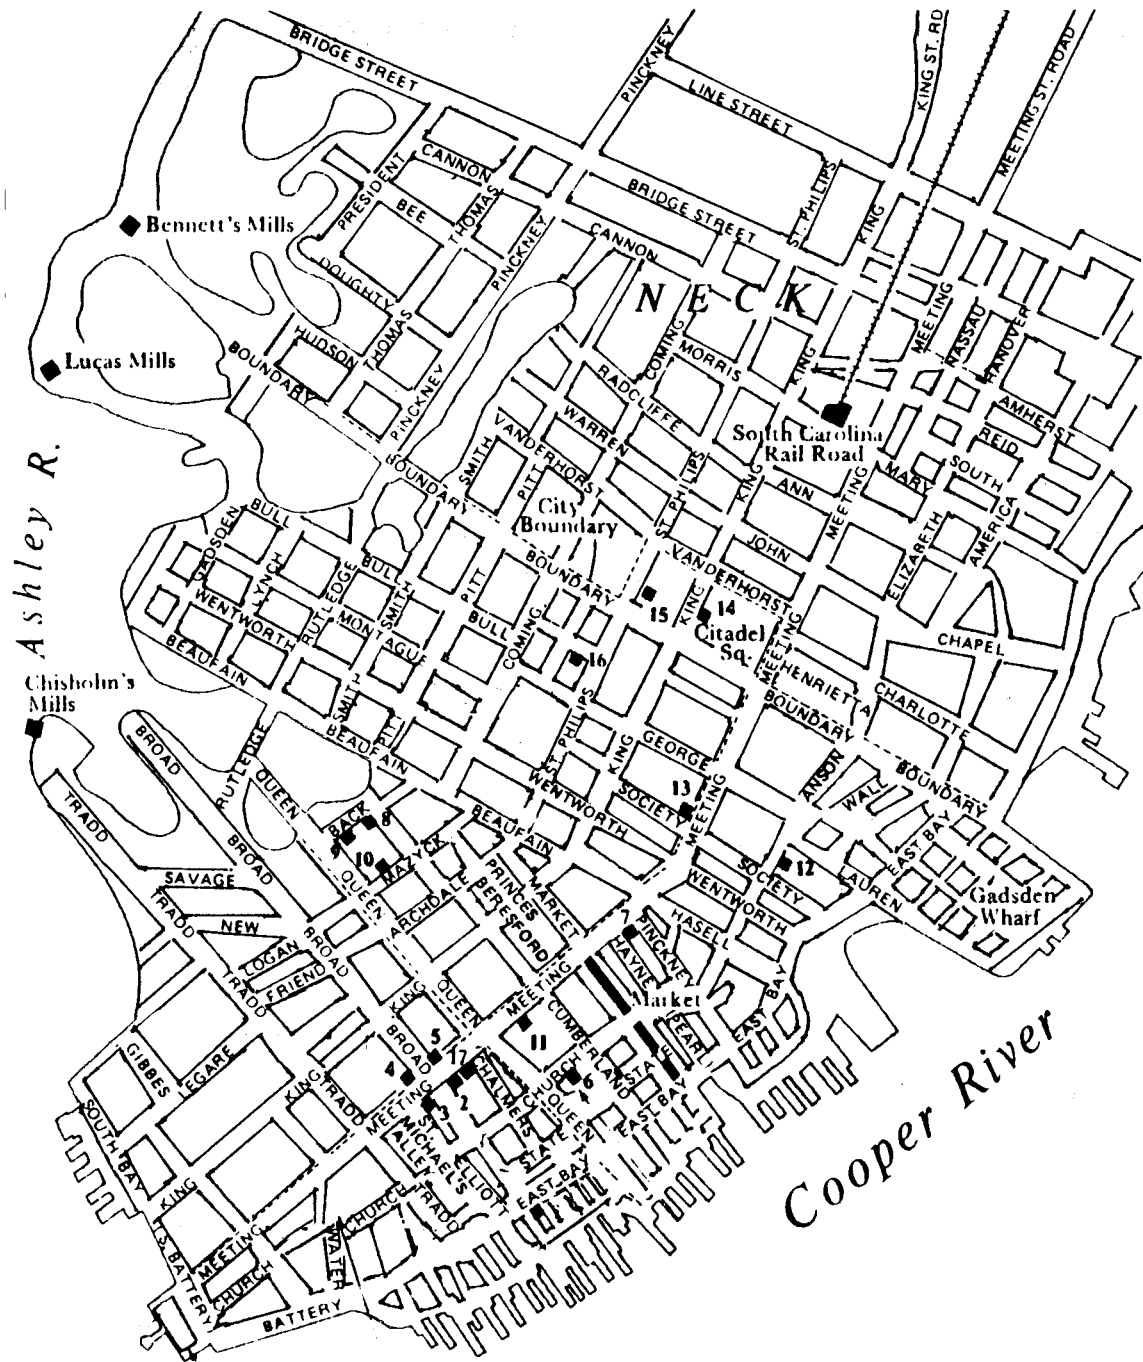 BRIDGE STREET
PINCKNEY
LINE STREET
KING ST. RD
MEETING ST. ROAD
CANNON
PRESIDENT
BEE
THOMAS
BRIDGE STREET
ST. PHILIPS
KING
Bennett's Mills
PINCKNEY
CANNON
DOUGHTY
NECK
MEETING
NASSAU
HANOVER
HUDSON
THOMAS
COMING
MORRIS
KING
Lucas Mills
BOUNDARY
PINCKNEY
RADCLIFFE
WARREN
VANDERHORST
South Carolina
Rail Road
AMHERST
REID
SOUTH
MARY
Ashley R.
BOUNDARY
SMITH
PITT
ST. PHILIPS
KING
ANN
MEETING
AMERICA
City
Boundary
GADSDEN
BULL
JOHN
ELIZABETH
LYNCH
RUTLEDGE
BULL
SMITH
PITT
BOUNDARY
VANDERHORST
WENTWORTH
MONTAGUE
BULL
COMING
15
KING
14
Citadel
Sq.
MEETING
CHAPEL
BEAUFAIN
16
HENRIETTA
CHARLOTTE
Chisholm's
Mills
SMITH
PITT
BEAUFAIN
ST. PHILIPS
KING
GEORGE
BOUNDARY
BROAD
RUTLEDGE
QUEEN
WENTWORTH
SOCIETY
13
MEETING
ANSON
WALL
BOUNDARY
TRADD
BACK
8
9
10
MAZYCK
BEAUFAIN
EAST BAY
BROAD
QUEEN
ARCHDALE
PRINCES
BERESFORD
MARKET
SOCIETY
12
LAUREN
WENTWORTH
Gadsden
Wharf
SAVAGE
TRADD
NEW
HASELL
7
PINCKNEY
HAYNE
LOGAN
FRIEND
BROAD
KING
QUEEN
MEETING
Market
EAST BAY
TRADD
CUMBERLAND
PEARL
STATE
5
11
BROAD
17
4
CHURCH
6
GIBBES
LEGARE
KING
TRADD
MEETING
3
2
CHALMERS
QUEEN
EAST BAY
STATE
ST.
MICHAEL'S
ALLEY
ELLIOTT
SOUTH BAY
KING
CHURCH
TRADD
EAST BAY
1
Cooper River
S. BATTERY
MEETING
CHURCH
WATER
BATTERY